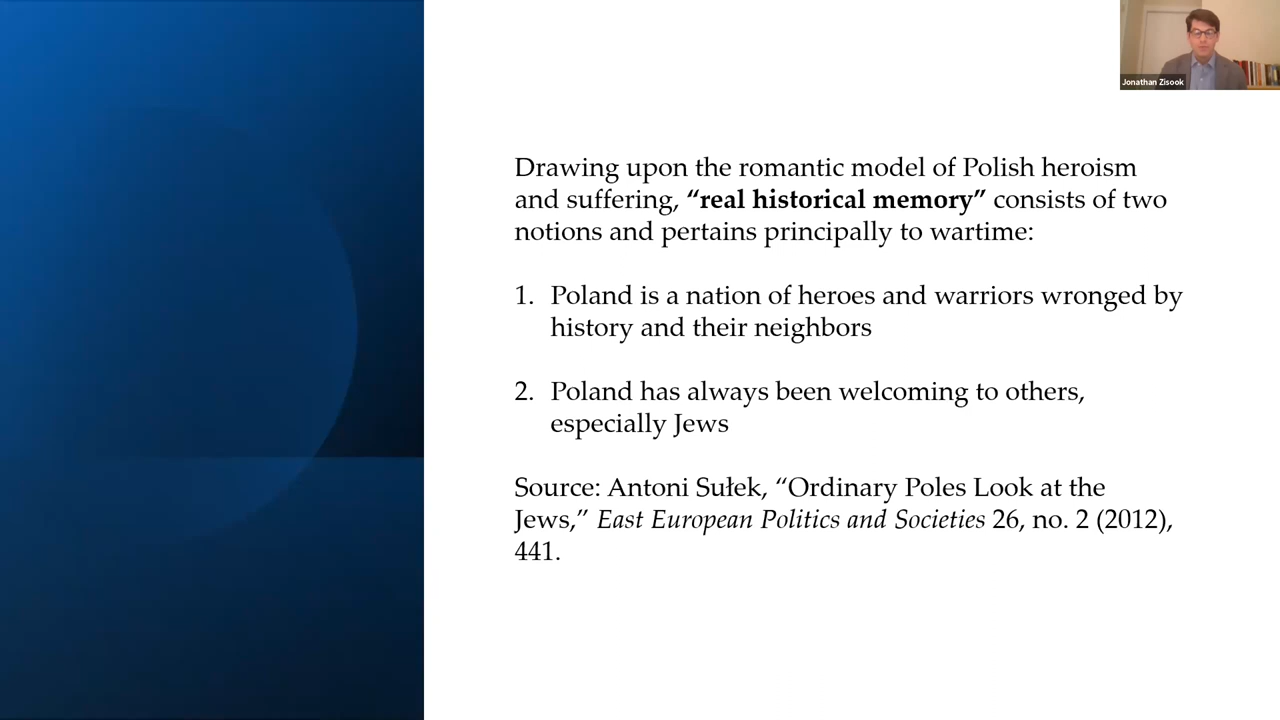 Jonathan Zisook
Drawing upon the romantic model of Polish heroism
and suffering, “real historical memory” consists of two
notions and pertains principally to wartime:
1. Poland is a nation of heroes and warriors wronged by
history and their neighbors
2. Poland has always been welcoming to others,
especially Jews
Source: Antoni Sułek, “Ordinary Poles Look at the
Jews,” East European Politics and Societies 26, no. 2 (2012),
441.